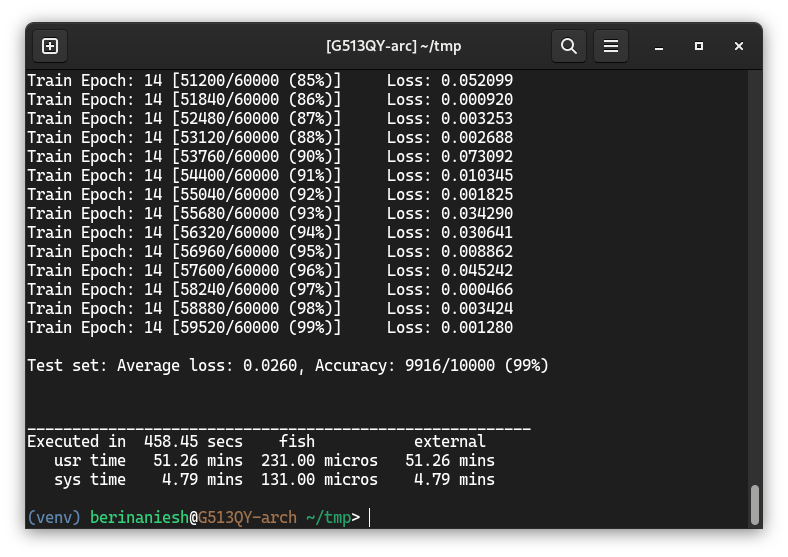 [G513QY-arc] ~/tmp
Train Epoch: 14 [51200/60000 (85%)]     Loss: 0.052099
Train Epoch: 14 [51840/60000 (86%)]     Loss: 0.000920
Train Epoch: 14 [52480/60000 (87%)]     Loss: 0.003253
Train Epoch: 14 [53120/60000 (88%)]     Loss: 0.002688
Train Epoch: 14 [53760/60000 (90%)]     Loss: 0.073092
Train Epoch: 14 [54400/60000 (91%)]     Loss: 0.010345
Train Epoch: 14 [55040/60000 (92%)]     Loss: 0.001825
Train Epoch: 14 [55680/60000 (93%)]     Loss: 0.034290
Train Epoch: 14 [56320/60000 (94%)]     Loss: 0.030641
Train Epoch: 14 [56960/60000 (95%)]     Loss: 0.008862
Train Epoch: 14 [57600/60000 (96%)]     Loss: 0.045242
Train Epoch: 14 [58240/60000 (97%)]     Loss: 0.000466
Train Epoch: 14 [58880/60000 (98%)]     Loss: 0.003424
Train Epoch: 14 [59520/60000 (99%)]     Loss: 0.001280
Test set: Average loss: 0.0260, Accuracy: 9916/10000 (99%)
________________________________________________________
Executed in  458.45 secs    fish           external
   usr time   51.26 mins  231.00 micros   51.26 mins
   sys time    4.79 mins  131.00 micros    4.79 mins
(venv) berinaniesh@G513QY-arch ~/tmp>